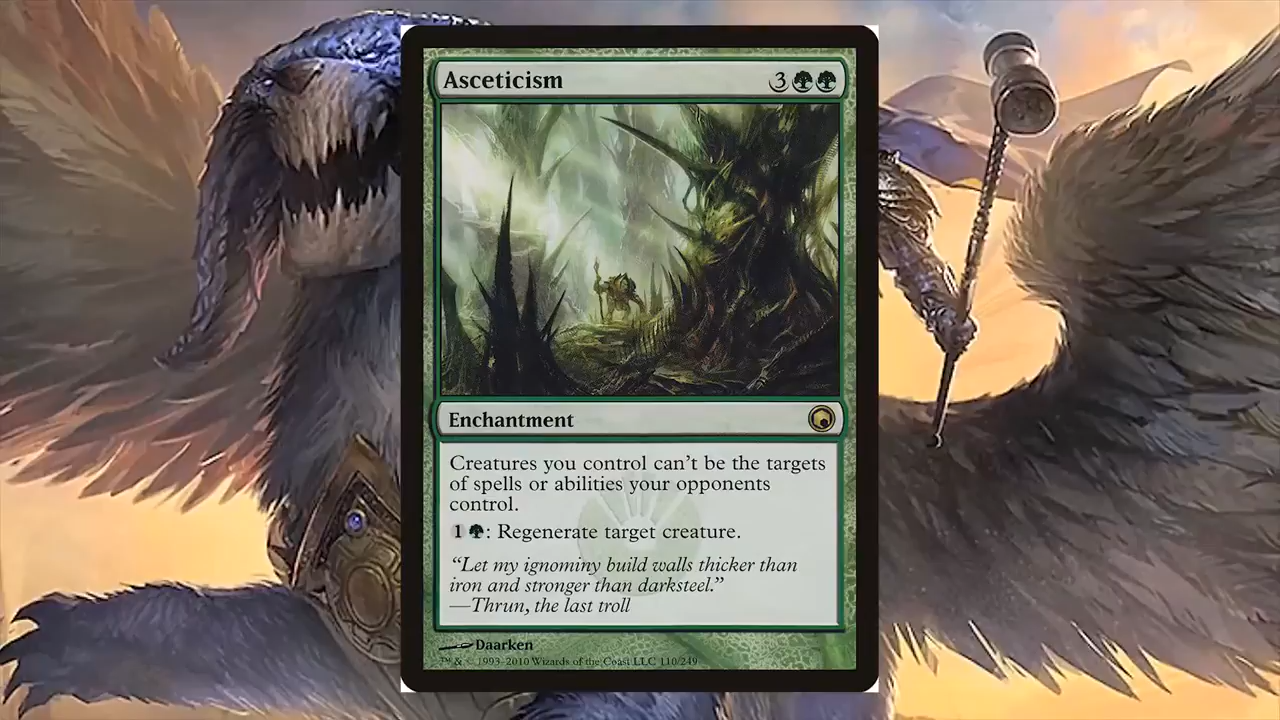 Asceticism 3
Enchantment
Creatures you control can't be the targets
of spells or abilities your opponents
control.
1 : Regenerate target creature.
“Let my ignominy build walls thicker than
iron and stronger than darksteel.”
—Thrun, the last troll
Daarken
™ & © 1993-2010 Wizards of the Coast LLC 110/249